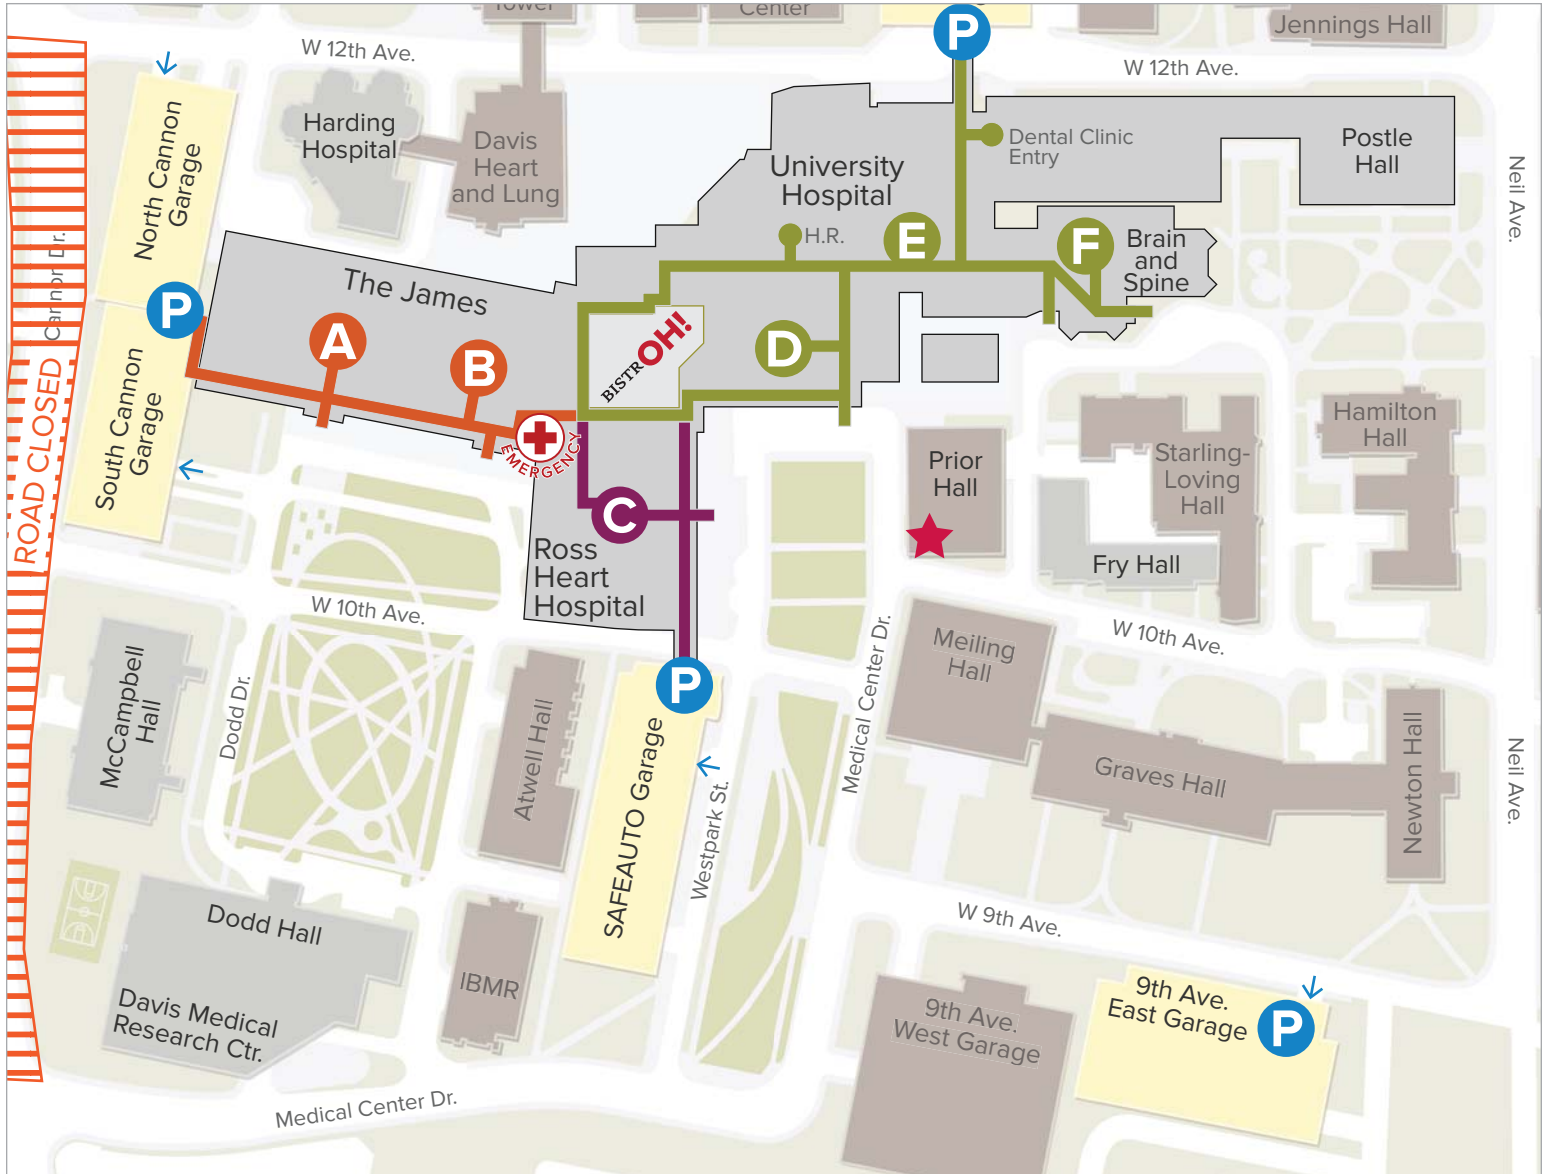 Tower
Center
Jennings Hall
P
W 12th Ave.
W 12th Ave.
North Cannon
Garage
Harding
Hospital
Davis
Heart
and Lung
University
Hospital
Dental Clinic
Entry
Postle
Hall
Neil Ave.
H.R.
E
F
Brain
and
Spine
Cannon Dr.
ROAD CLOSED
The James
P
A
B
BISTROH!
D
South Cannon
Garage
EMERGENCY
C
Ross
Heart
Hospital
Prior
Hall
Starling-
Loving
Hall
Hamilton
Hall
Fry Hall
W 10th Ave.
W 10th Ave.
McCampbell
Hall
Dodd Dr.
Atwell Hall
P
SAFEAUTO Garage
Westpark St.
Medical Center Dr.
Meiling
Hall
Graves Hall
Newton Hall
Neil Ave.
Dodd Hall
Davis Medical
Research Ctr.
IBMR
W 9th Ave.
9th Ave.
West Garage
9th Ave.
East Garage
P
Medical Center Dr.